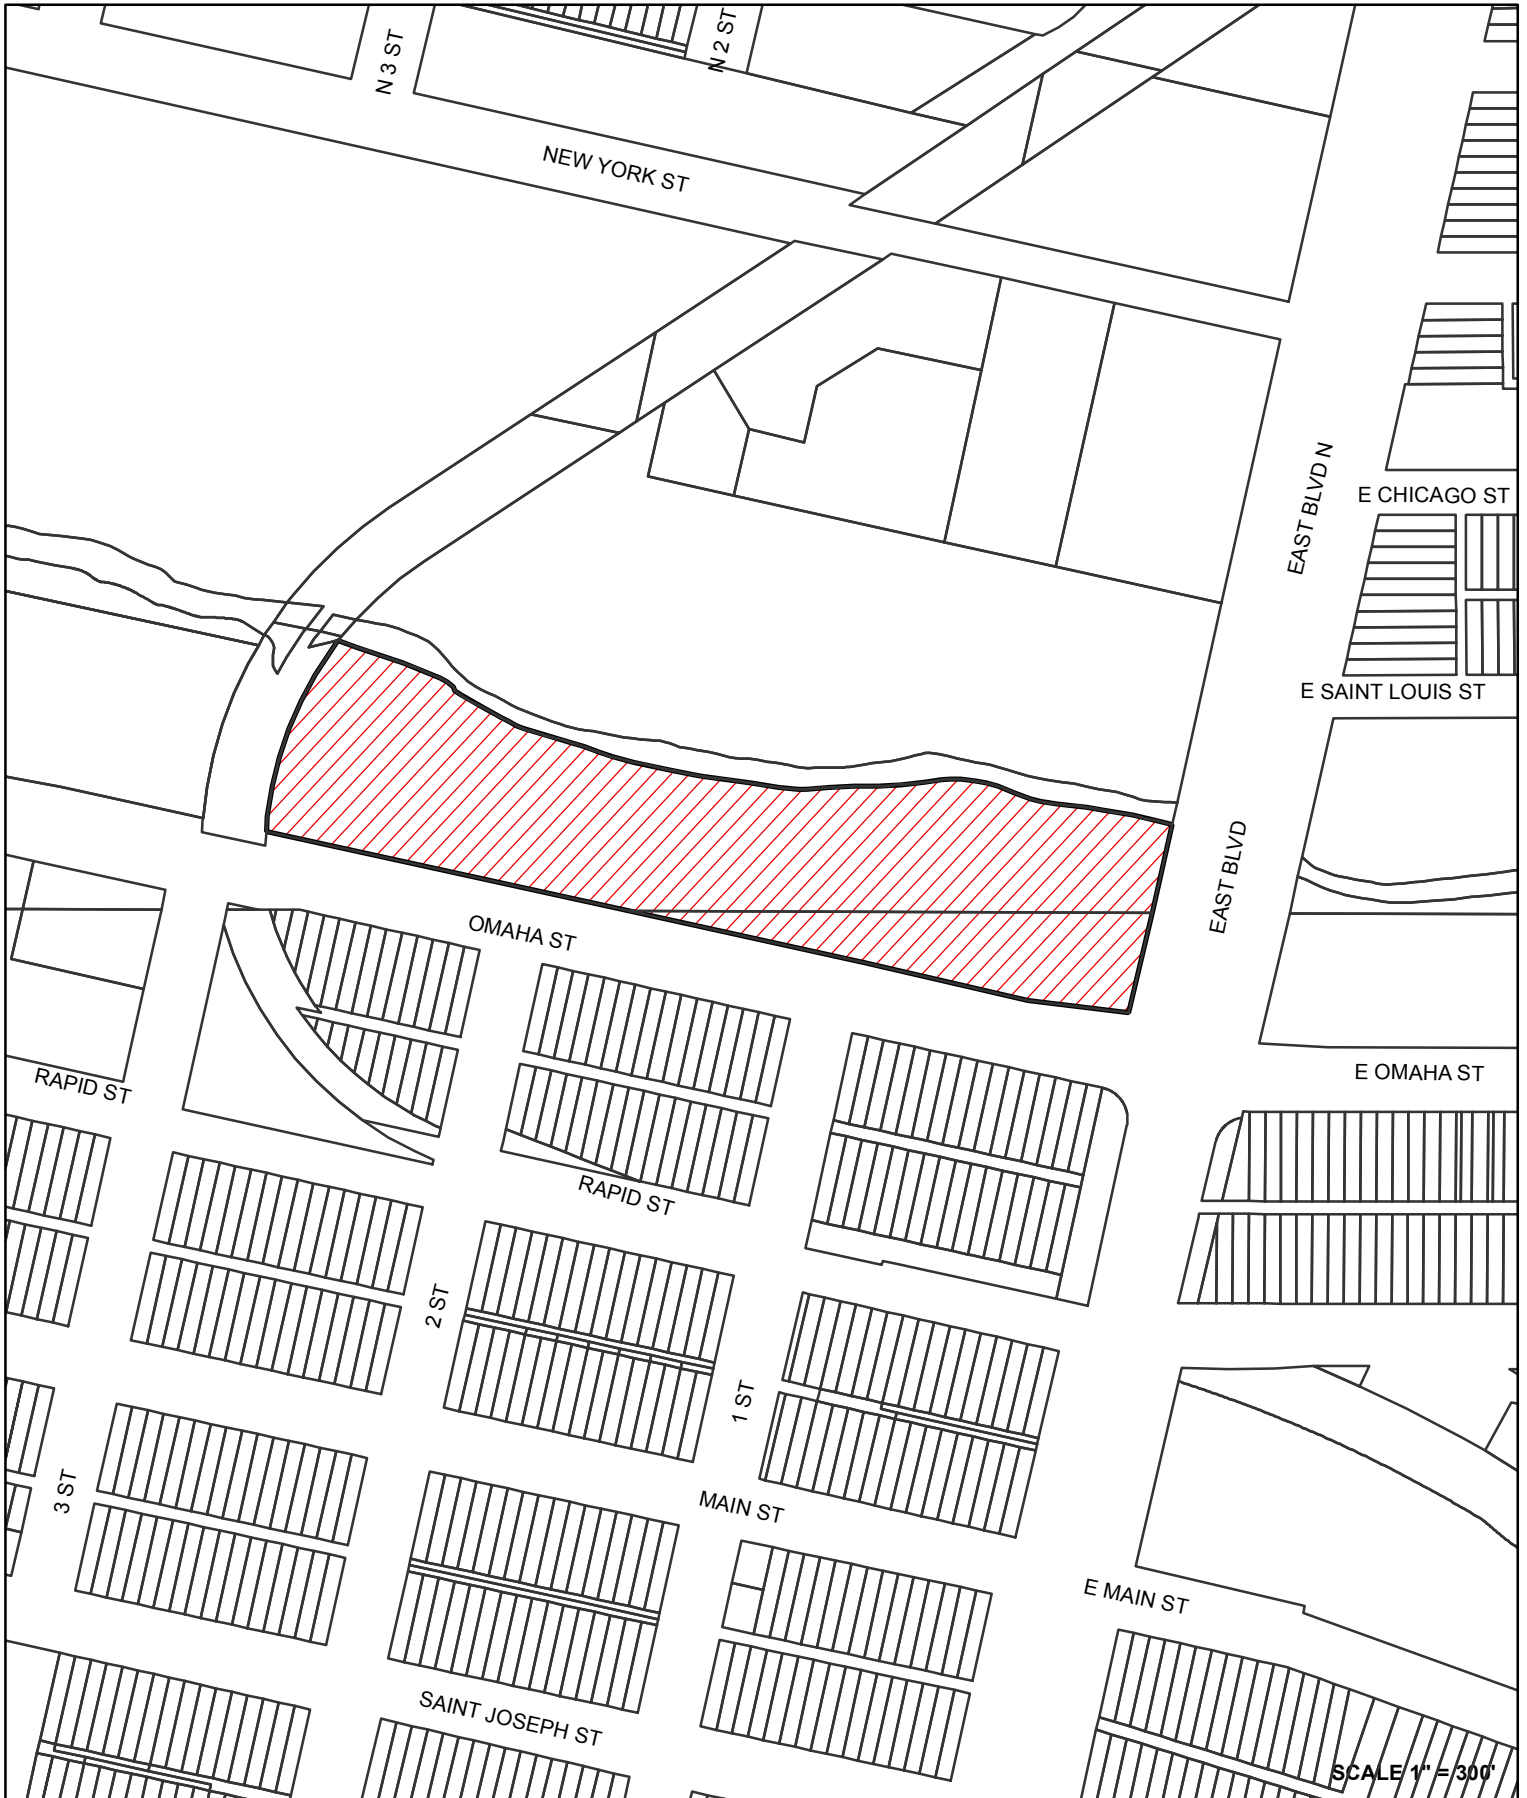 N 3 ST
N 2 ST
NEW YORK ST
EAST BLVD N
E CHICAGO ST
E SAINT LOUIS ST
EAST BLVD
OMAHA ST
E OMAHA ST
RAPID ST
RAPID ST
2 ST
1 ST
3 ST
MAIN ST
E MAIN ST
SAINT JOSEPH ST
SCALE 1" = 300'